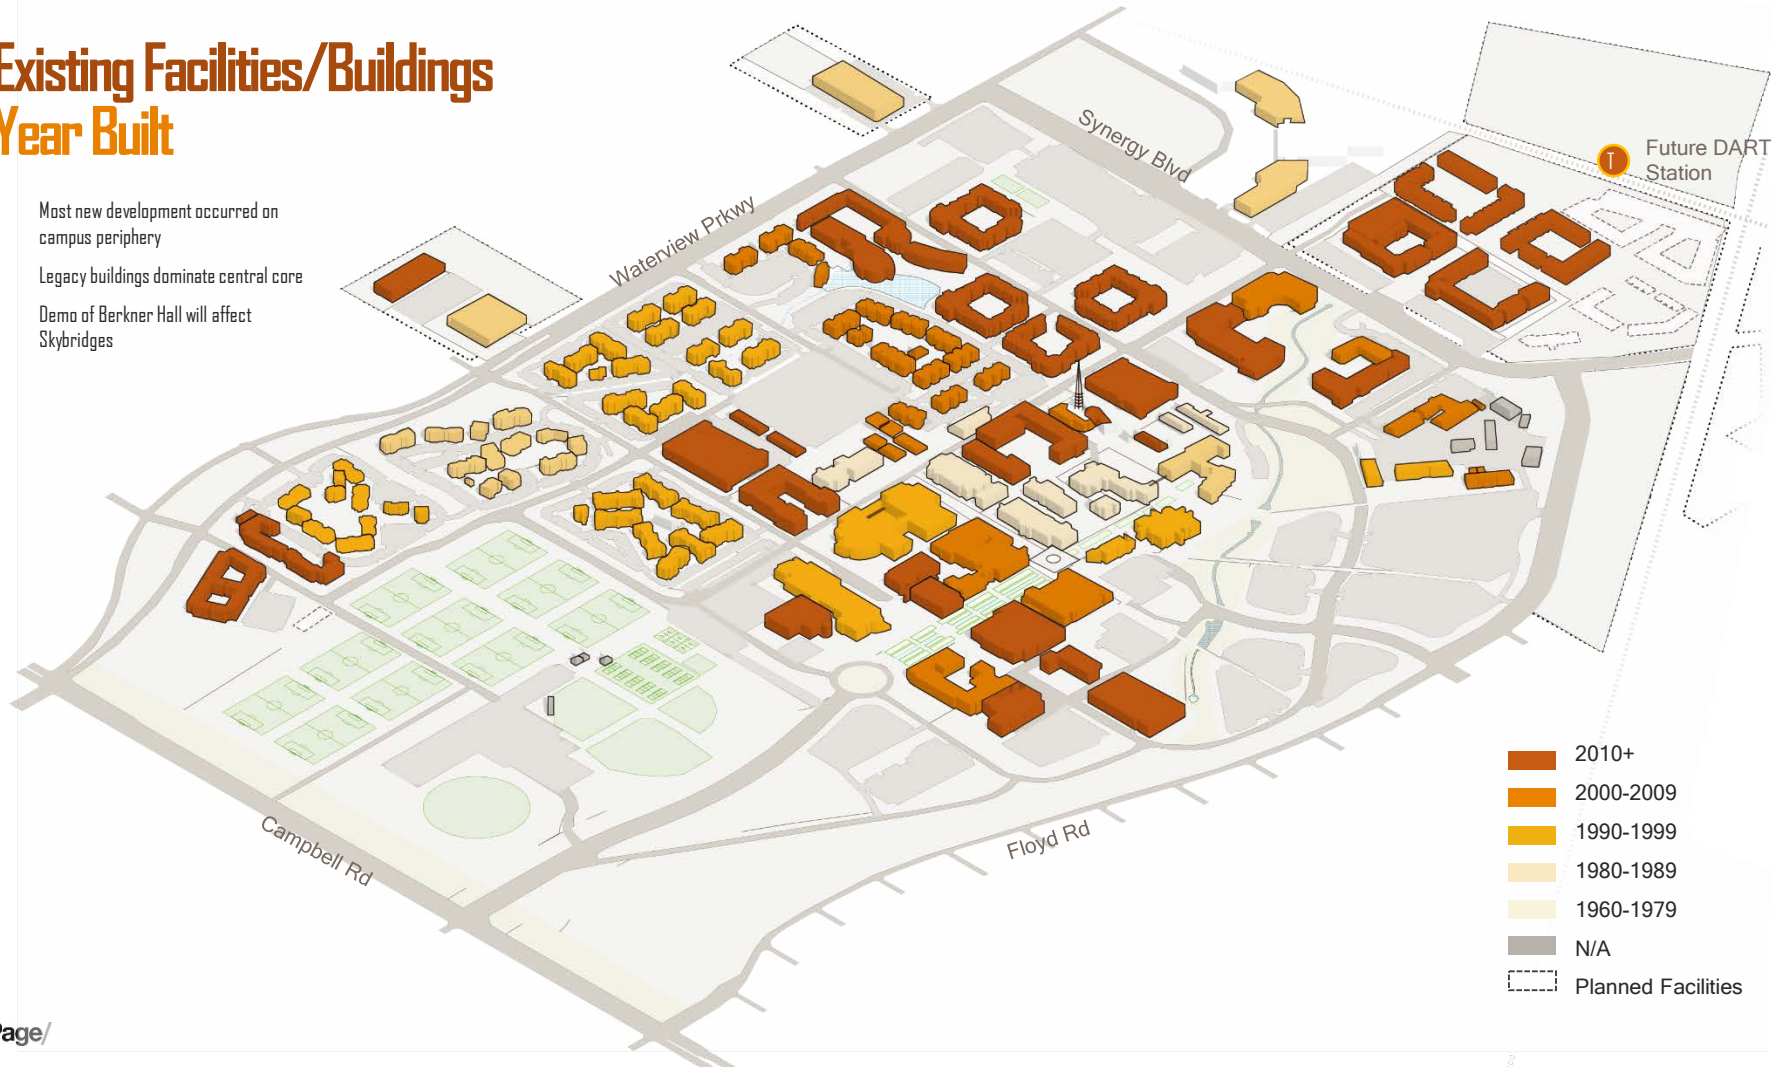 Existing Facilities/Buildings
Year Built
Most new development occurred on
campus periphery
Legacy buildings dominate central core
Demo of Berkner Hall will affect
Skybridges
Waterview Prkwy
Synergy Blvd
T
Future DART
Station
Campbell Rd
Floyd Rd
2010+
2000-2009
1990-1999
1980-1989
1960-1979
N/A
Planned Facilities
Page/